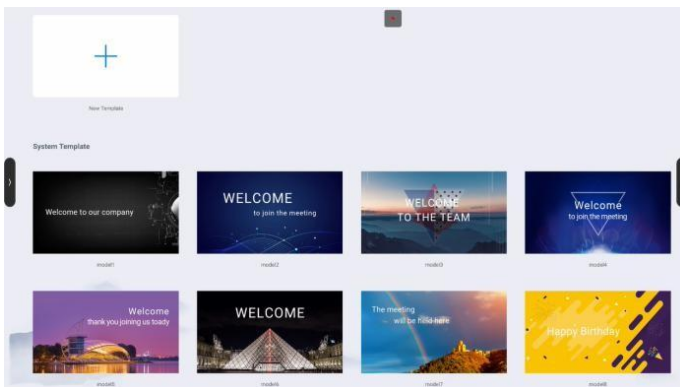 New Template
System Template
Welcome to our company
WELCOME
to join the meeting
WELCOME
TO THE TEAM
Welcome
to join the meeting
model1
model2
model3
model4
Welcome
thank you joining us toady
WELCOME
The meeting
will be field here
Happy Birthday
model5
model6
model7
model8